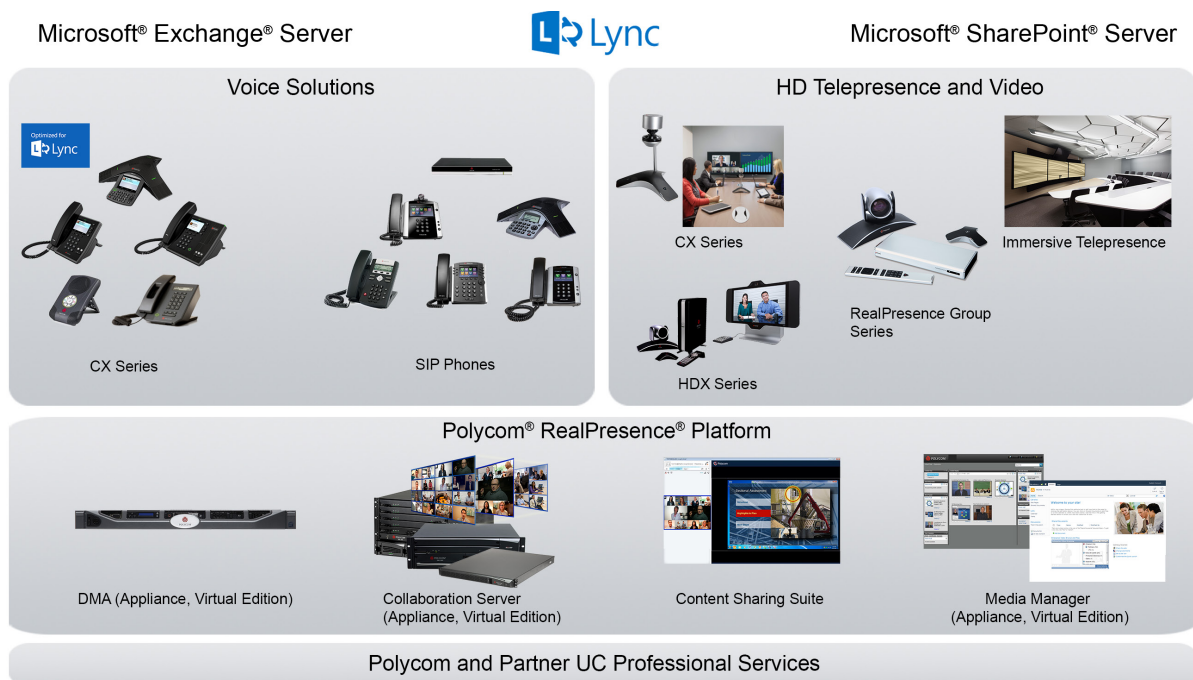 Microsoft® Exchange® Server
Lync
Microsoft® SharePoint® Server
Voice Solutions
Optimized for
Lync
CX Series
SIP Phones
HD Telepresence and Video
CX Series
Immersive Telepresence
RealPresence Group
Series
HDX Series
Polycom® RealPresence® Platform
DMA (Appliance, Virtual Edition)
Collaboration Server
(Appliance, Virtual Edition)
Content Sharing Suite
Media Manager
(Appliance, Virtual Edition)
Polycom and Partner UC Professional Services